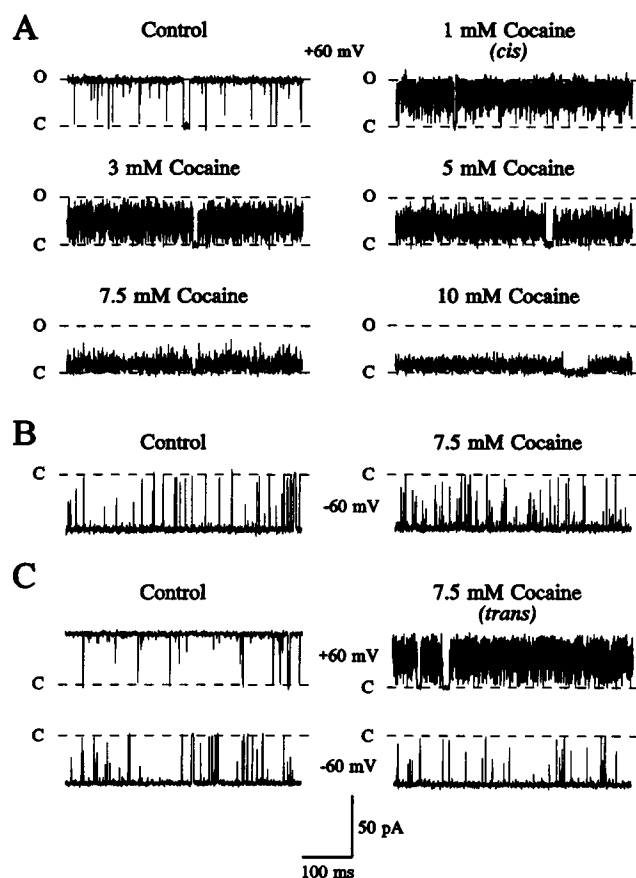 A
Control
+60 mV
1 mM Cocaine
(cis)
O
C
O
C
3 mM Cocaine
5 mM Cocaine
O
C
O
C
7.5 mM Cocaine
10 mM Cocaine
O
C
O
C
B
Control
7.5 mM Cocaine
C
-60 mV
C
C
Control
7.5 mM Cocaine
(trans)
+60 mV
C
C
C
-60 mV
C
50 pA
100 ms